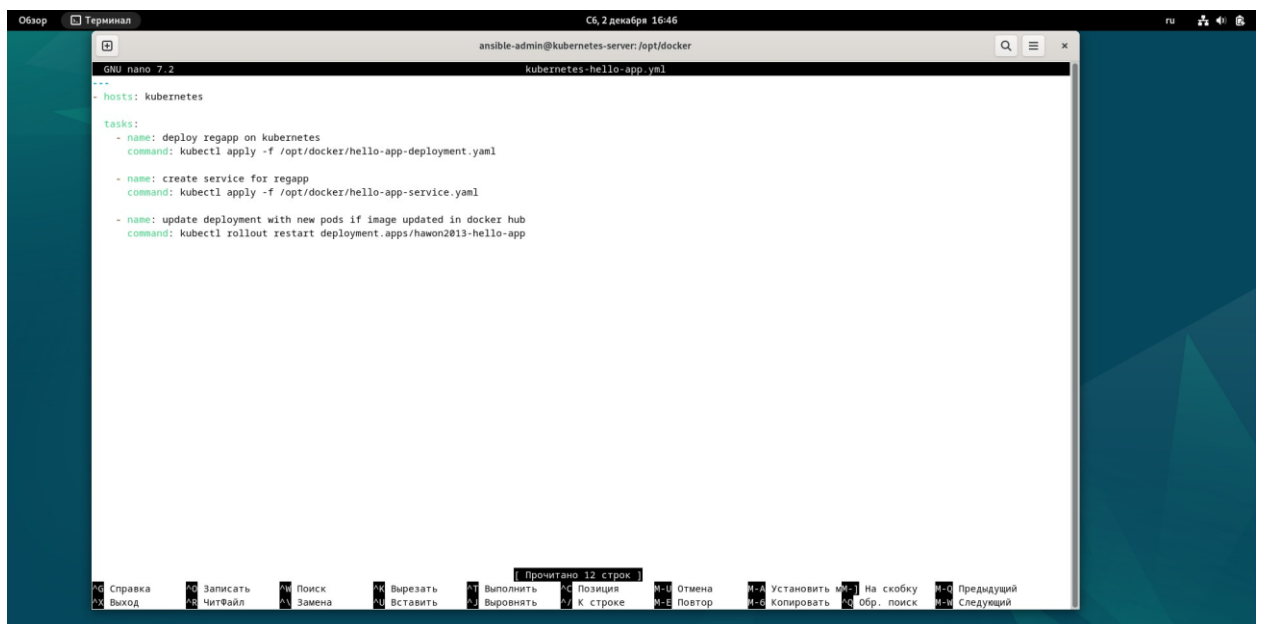 Обзор Терминал Сб, 2 декабря 16:46 ru
ansible-admin@kubernetes-server: /opt/docker
GNU nano 7.2 kubernetes-hello-app.yml
---
- hosts: kubernetes
tasks:
- name: deploy regapp on kubernetes
command: kubectl apply -f /opt/docker/hello-app-deployment.yaml
- name: create service for regapp
command: kubectl apply -f /opt/docker/hello-app-service.yaml
- name: update deployment with new pods if image updated in docker hub
command: kubectl rollout restart deployment.apps/hawon2013-hello-app
[ Прочитано 12 строк ]
^G Справка ^O Записать ^W Поиск ^K Вырезать ^T Выполнить ^C Позиция M-U Отмена M-A Установить мM-] На скобку M-Q Предыдущий
^X Выход ^R ЧитФайл ^\ Замена ^U Вставить ^J Выровнять ^/ К строке M-E Повтор M-6 Копировать ^Q Обр. поиск M-W Следующий